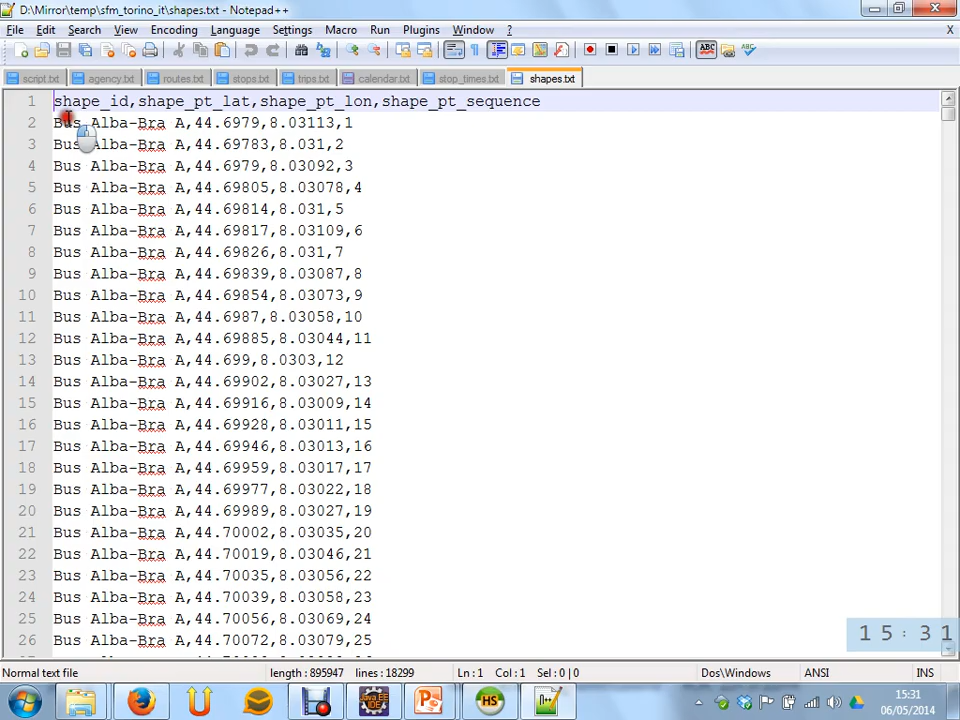 D:\Mirror\temp\sfm_torino_it\shapes.txt - Notepad++
File Edit Search View Encoding Language Settings Macro Run Plugins Window ? X
script.txt agency.txt routes.txt stops.txt trips.txt calendar.txt stop_times.txt shapes.txt
1 shape_id,shape_pt_lat,shape_pt_lon,shape_pt_sequence
2 Bus Alba-Bra A,44.6979,8.03113,1
3 Bus Alba-Bra A,44.69783,8.031,2
4 Bus Alba-Bra A,44.6979,8.03092,3
5 Bus Alba-Bra A,44.69805,8.03078,4
6 Bus Alba-Bra A,44.69814,8.031,5
7 Bus Alba-Bra A,44.69817,8.03109,6
8 Bus Alba-Bra A,44.69826,8.031,7
9 Bus Alba-Bra A,44.69839,8.03087,8
10 Bus Alba-Bra A,44.69854,8.03073,9
11 Bus Alba-Bra A,44.6987,8.03058,10
12 Bus Alba-Bra A,44.69885,8.03044,11
13 Bus Alba-Bra A,44.699,8.0303,12
14 Bus Alba-Bra A,44.69902,8.03027,13
15 Bus Alba-Bra A,44.69916,8.03009,14
16 Bus Alba-Bra A,44.69928,8.03011,15
17 Bus Alba-Bra A,44.69946,8.03013,16
18 Bus Alba-Bra A,44.69959,8.03017,17
19 Bus Alba-Bra A,44.69977,8.03022,18
20 Bus Alba-Bra A,44.69989,8.03027,19
21 Bus Alba-Bra A,44.70002,8.03035,20
22 Bus Alba-Bra A,44.70019,8.03046,21
23 Bus Alba-Bra A,44.70035,8.03056,22
24 Bus Alba-Bra A,44.70039,8.03058,23
25 Bus Alba-Bra A,44.70056,8.03069,24
26 Bus Alba-Bra A,44.70072,8.03079,25
15:31
Normal text file length : 895947 lines : 18299 Ln : 1 Col : 1 Sel : 0 | 0 Dos\Windows ANSI INS
15:31
06/05/2014